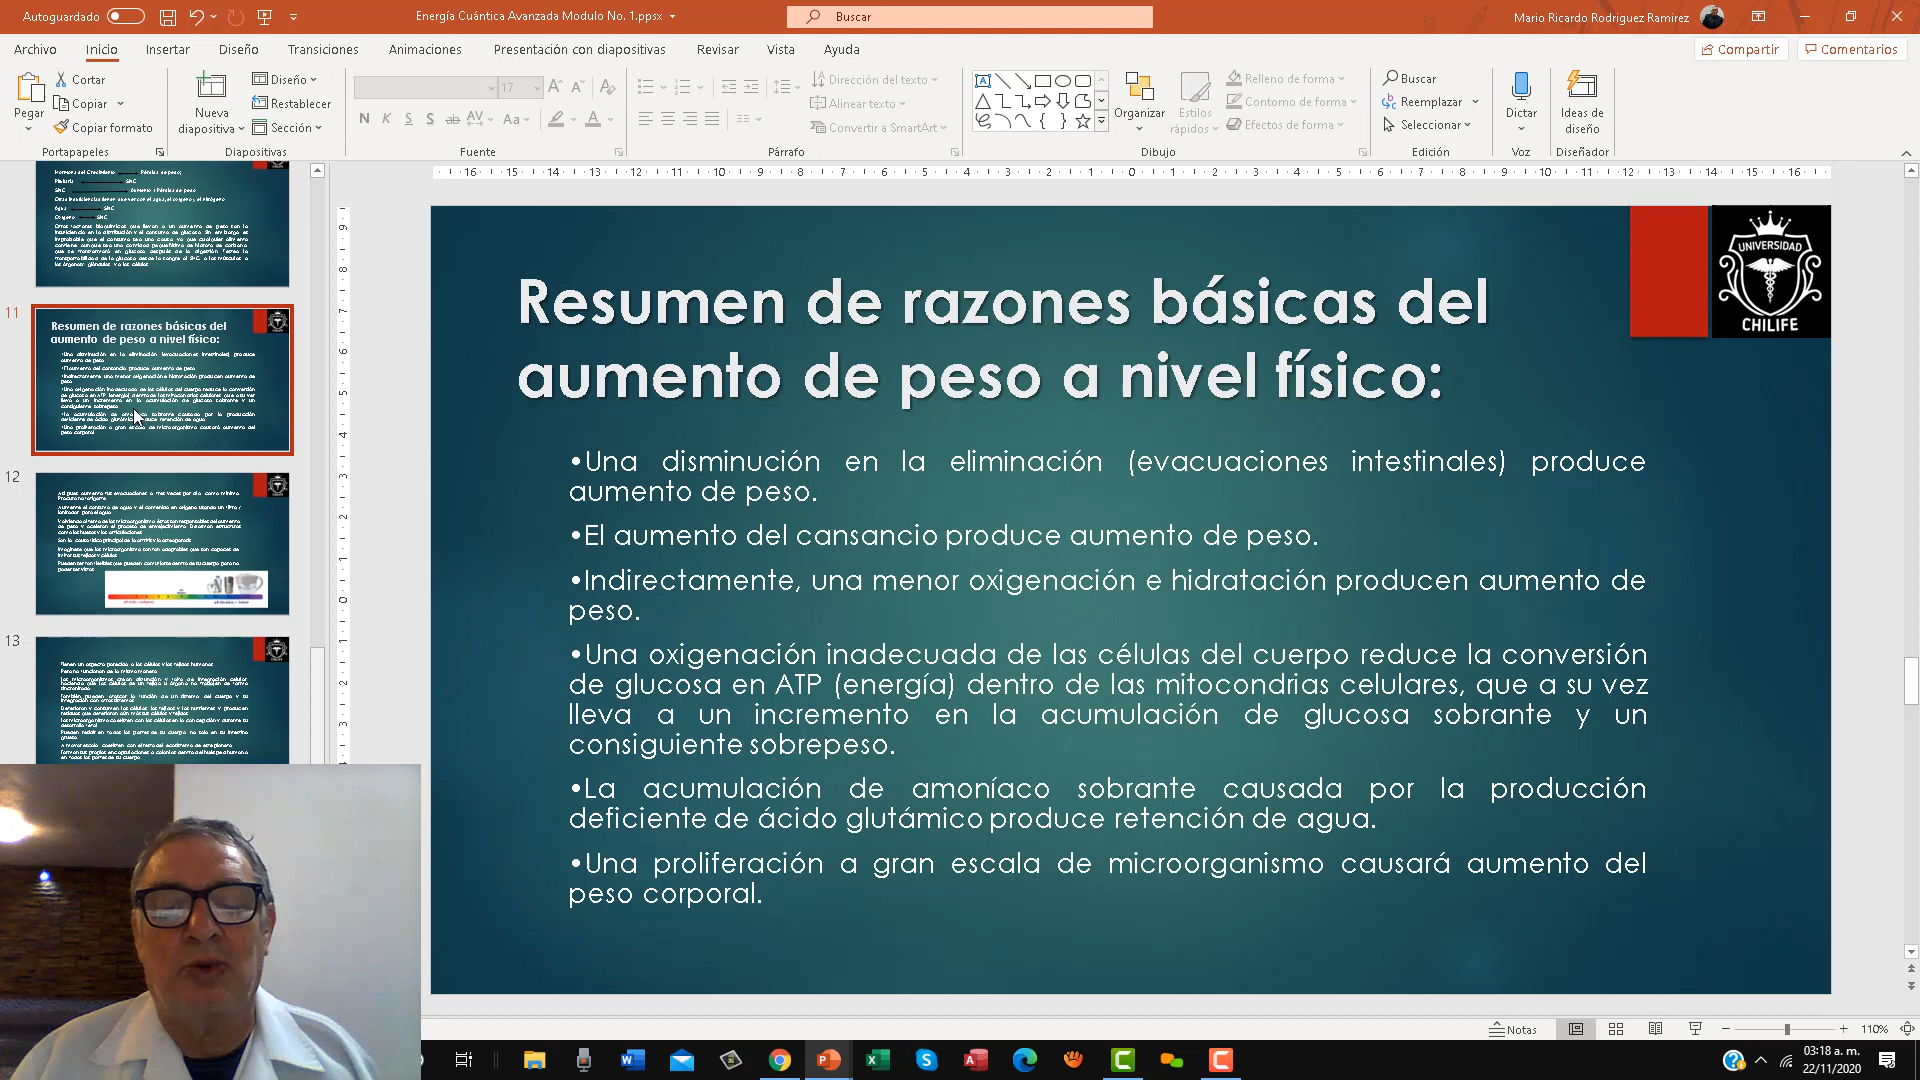 Autoguardado
Energía Cuántica Avanzada Modulo No. 1.ppsx
Buscar
Mario Ricardo Rodriguez Ramirez
Archivo Inicio Insertar Diseño Transiciones Animaciones Presentación con diapositivas Revisar Vista Ayuda
Compartir Comentarios
Pegar
Cortar
Copiar
Copiar formato
Portapapeles
Nueva diapositiva
Diseño
Restablecer
Sección
Diapositivas
17
N K S S ab AV Aa A
Fuente
Dirección del texto
Alinear texto
Convertir a SmartArt
Párrafo
Organizar
Estilos rápidos
Relleno de forma
Contorno de forma
Efectos de forma
Dibujo
Buscar
Reemplazar
Seleccionar
Edición
Dictar
Voz
Ideas de diseño
Diseñador
11
Resumen de razones básicas del
aumento de peso a nivel físico:
12
13
UNIVERSIDAD
CHILIFE
Resumen de razones básicas del
aumento de peso a nivel físico:
•Una disminución en la eliminación (evacuaciones intestinales) produce
aumento de peso.
•El aumento del cansancio produce aumento de peso.
•Indirectamente, una menor oxigenación e hidratación producen aumento de
peso.
•Una oxigenación inadecuada de las células del cuerpo reduce la conversión
de glucosa en ATP (energía) dentro de las mitocondrias celulares, que a su vez
lleva a un incremento en la acumulación de glucosa sobrante y un
consiguiente sobrepeso.
•La acumulación de amoníaco sobrante causada por la producción
deficiente de ácido glutámico produce retención de agua.
•Una proliferación a gran escala de microorganismo causará aumento del
peso corporal.
Notas
110%
03:18 a. m.
22/11/2020